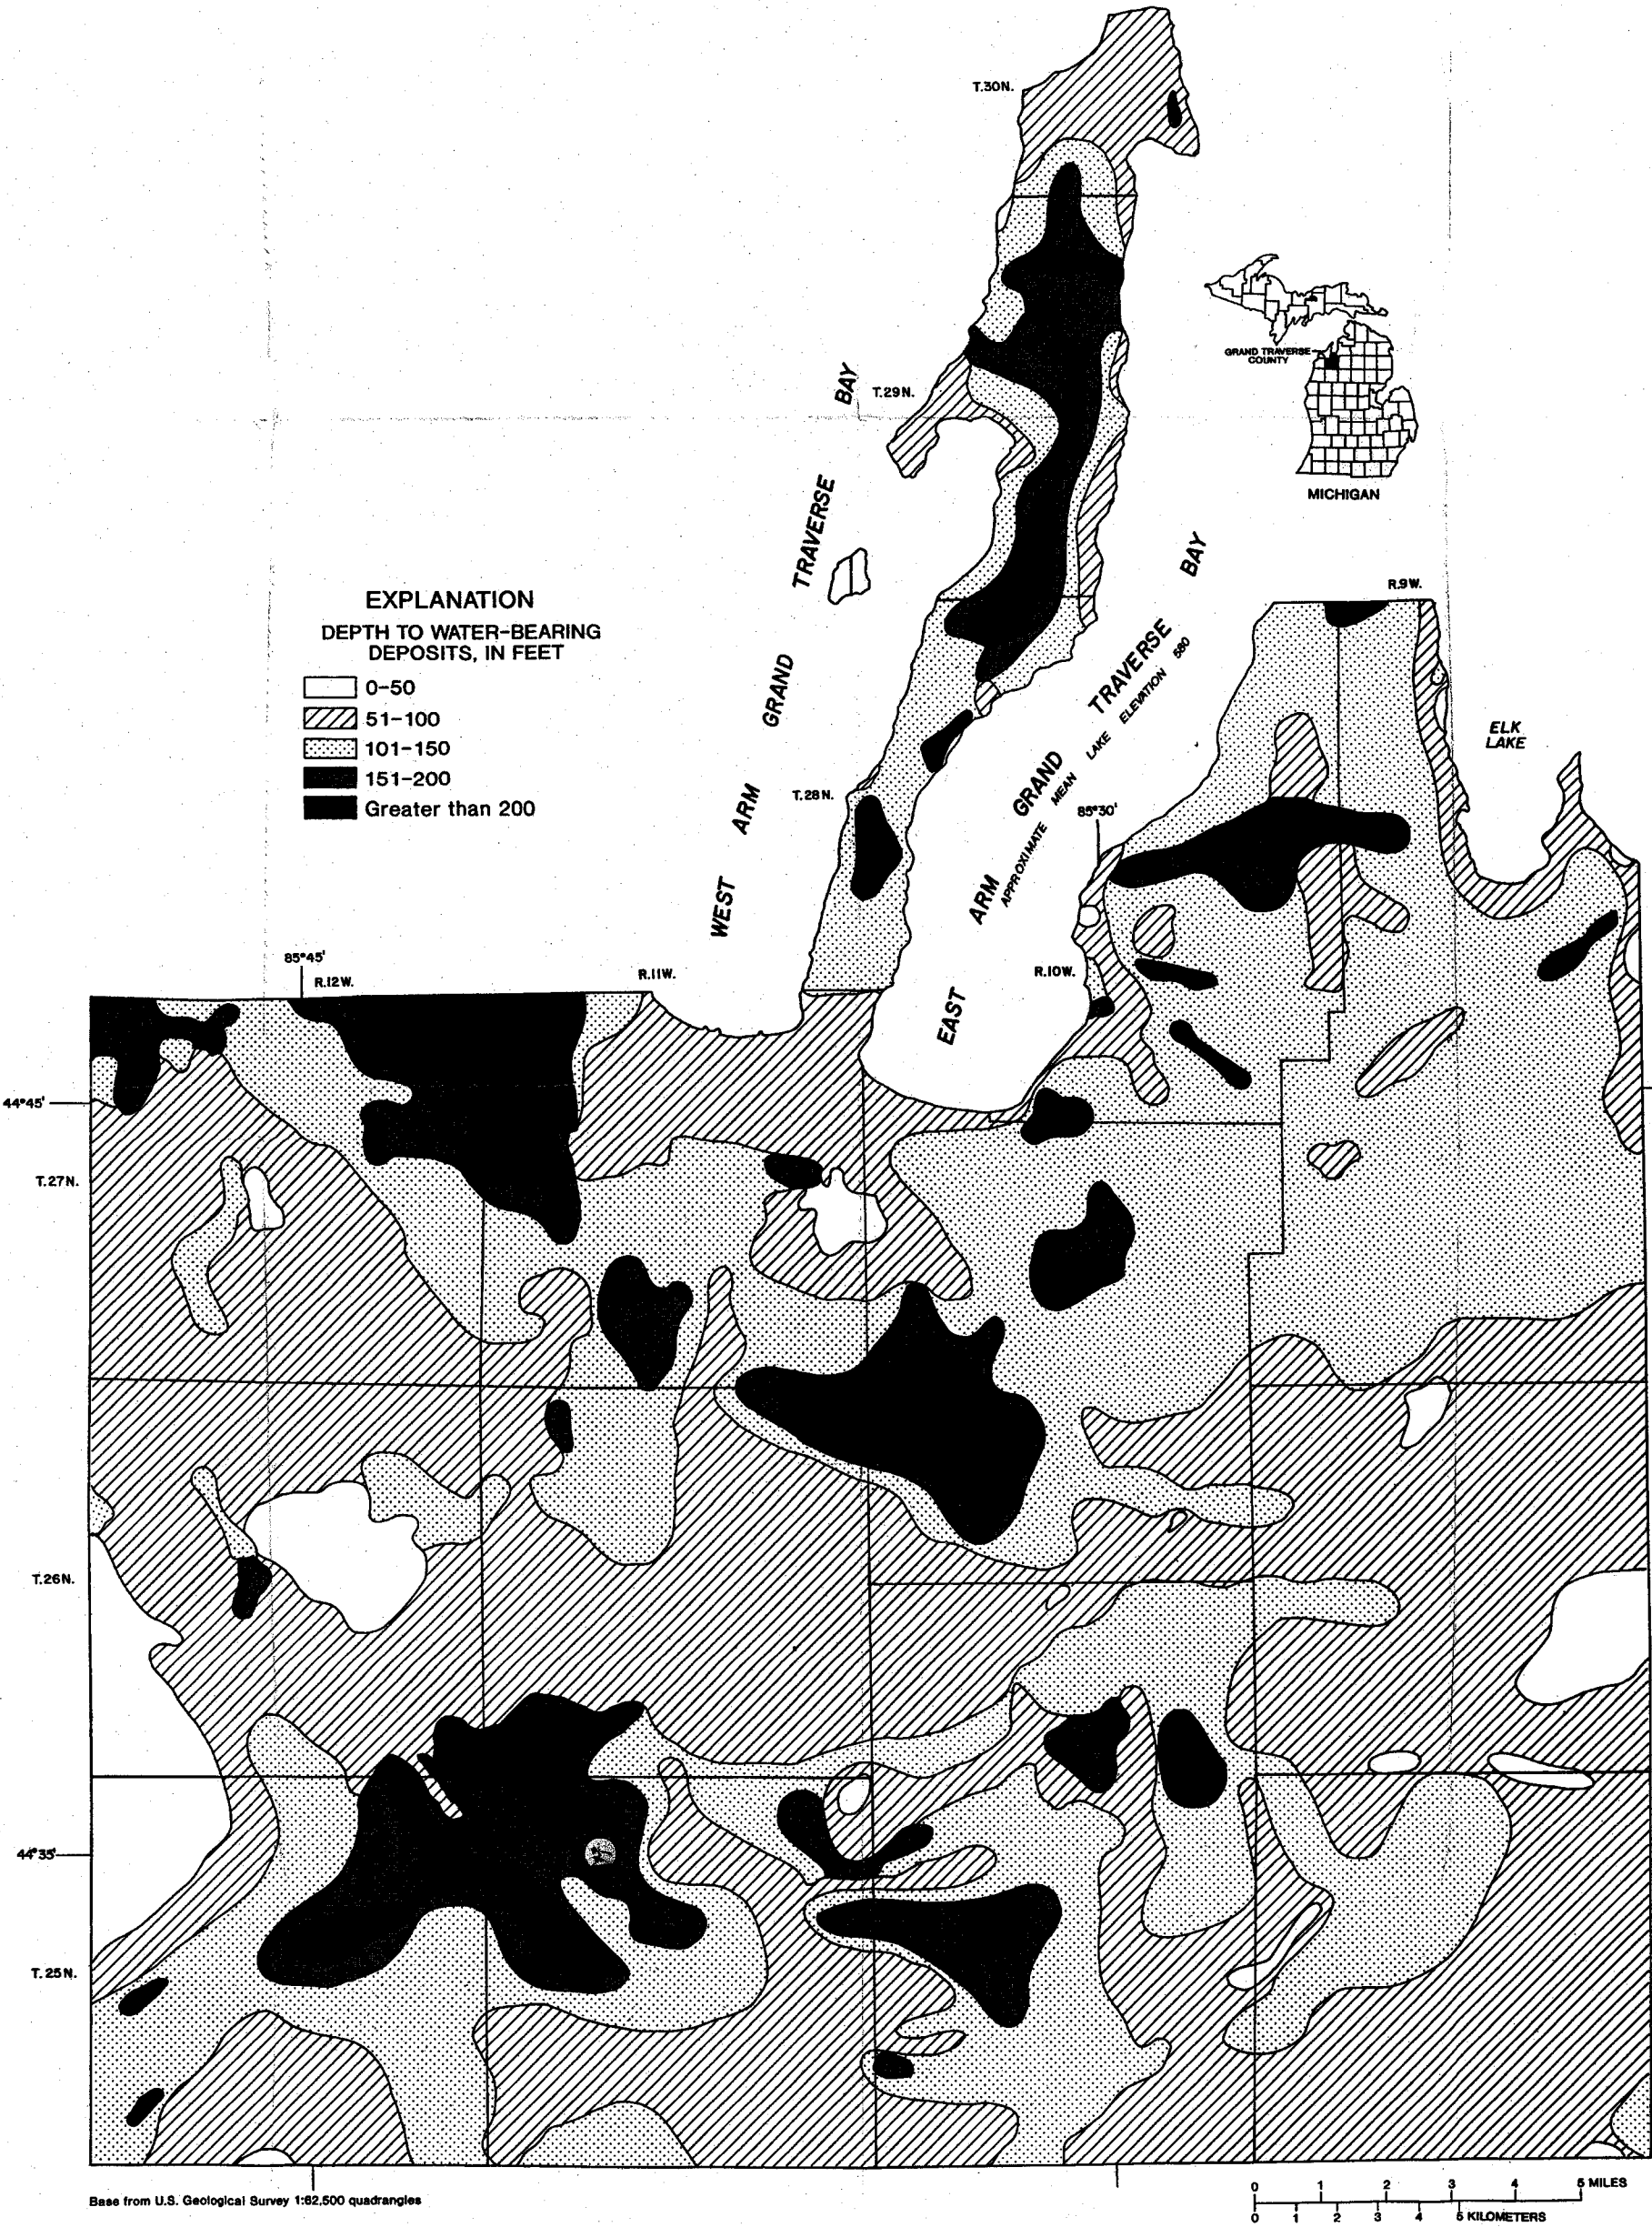 T.30N.
GRAND TRAVERSE
COUNTY
MICHIGAN
BAY
T.29N.
TRAVERSE
GRAND
ARM
WEST
BAY
TRAVERSE
GRAND
ARM
EAST
APPROXIMATE MEAN LAKE ELEVATION 580
R.9W.
ELK
LAKE
EXPLANATION
DEPTH TO WATER-BEARING
DEPOSITS, IN FEET
0-50
51-100
101-150
151-200
Greater than 200
T.28N.
85°30'
85°45'
R.12W.
R.11W.
R.10W.
44°45'
T.27N.
T.26N.
44°35'
T.25N.
Base from U.S. Geological Survey 1:62,500 quadrangles
0 1 2 3 4 5 MILES
0 1 2 3 4 5 KILOMETERS